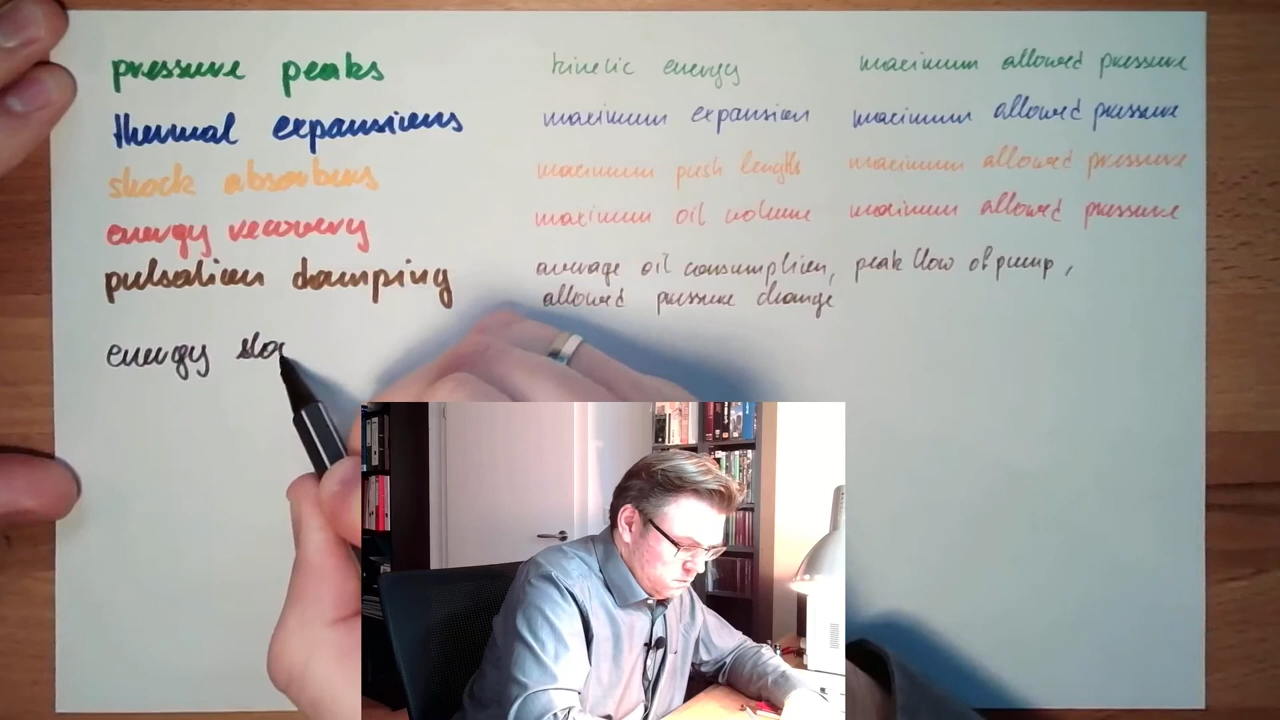 pressure peaks kinetic energy maximum allowed pressure
thermal expansions maximum expansion maximum allowed pressure
shock absorbers maximum push lengths maximum allowed pressure
energy recovery maximum oil volume maximum allowed pressure
pulsation damping average oil consumption, peak flow of pump,
allowed pressure change
energy sto